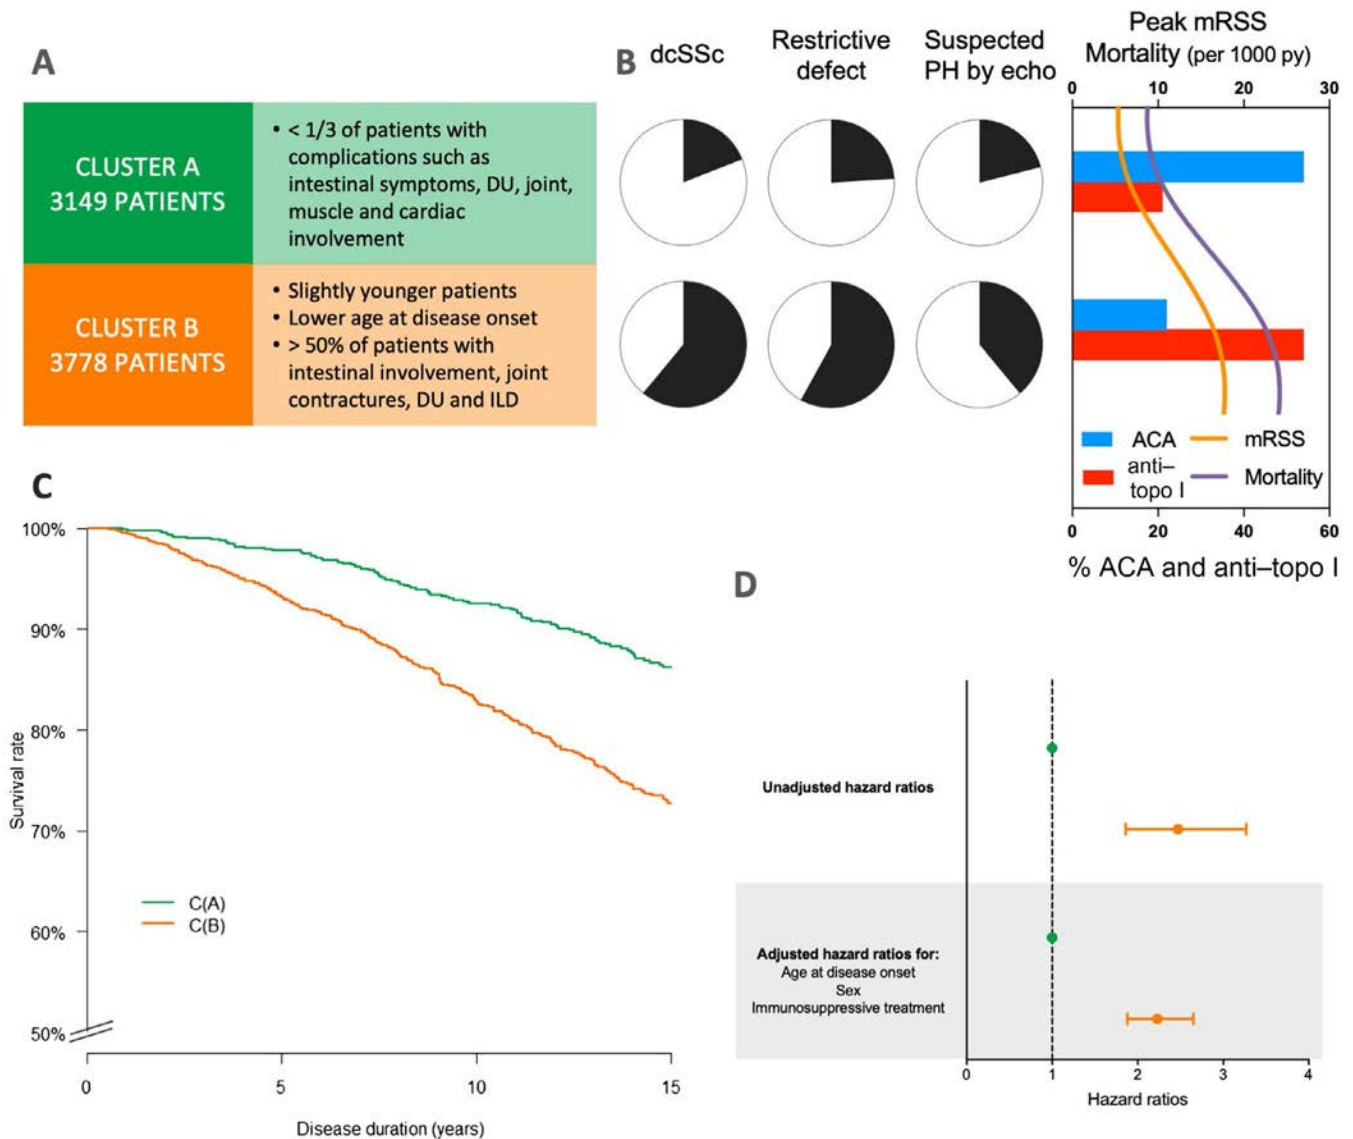 A
CLUSTER A
3149 PATIENTS
• < 1/3 of patients with
complications such as
intestinal symptoms, DU, joint,
muscle and cardiac
involvement
CLUSTER B
3778 PATIENTS
• Slightly younger patients
• Lower age at disease onset
• > 50% of patients with
intestinal involvement, joint
contractures, DU and ILD
B
dcSSc
Restrictive
defect
Suspected
PH by echo
Peak mRSS
Mortality (per 1000 py)
0 10 20 30
ACA
mRSS
anti–
topo I
Mortality
0 20 40 60
% ACA and anti–topo I
C
100%
90%
80%
70%
60%
50%
Survival rate
C(A)
C(B)
0 5 10 15
Disease duration (years)
D
Unadjusted hazard ratios
Adjusted hazard ratios for:
Age at disease onset
Sex
Immunosuppressive treatment
0 1 2 3 4
Hazard ratios